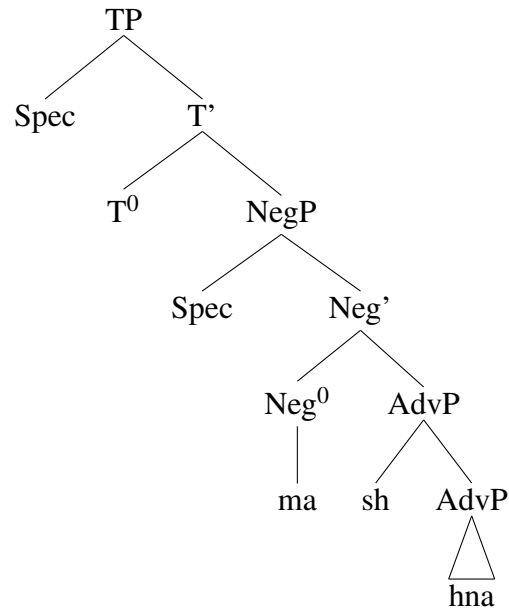 TP
Spec T’
T⁰ NegP
Spec Neg’
Neg⁰ AdvP
ma sh AdvP
hna